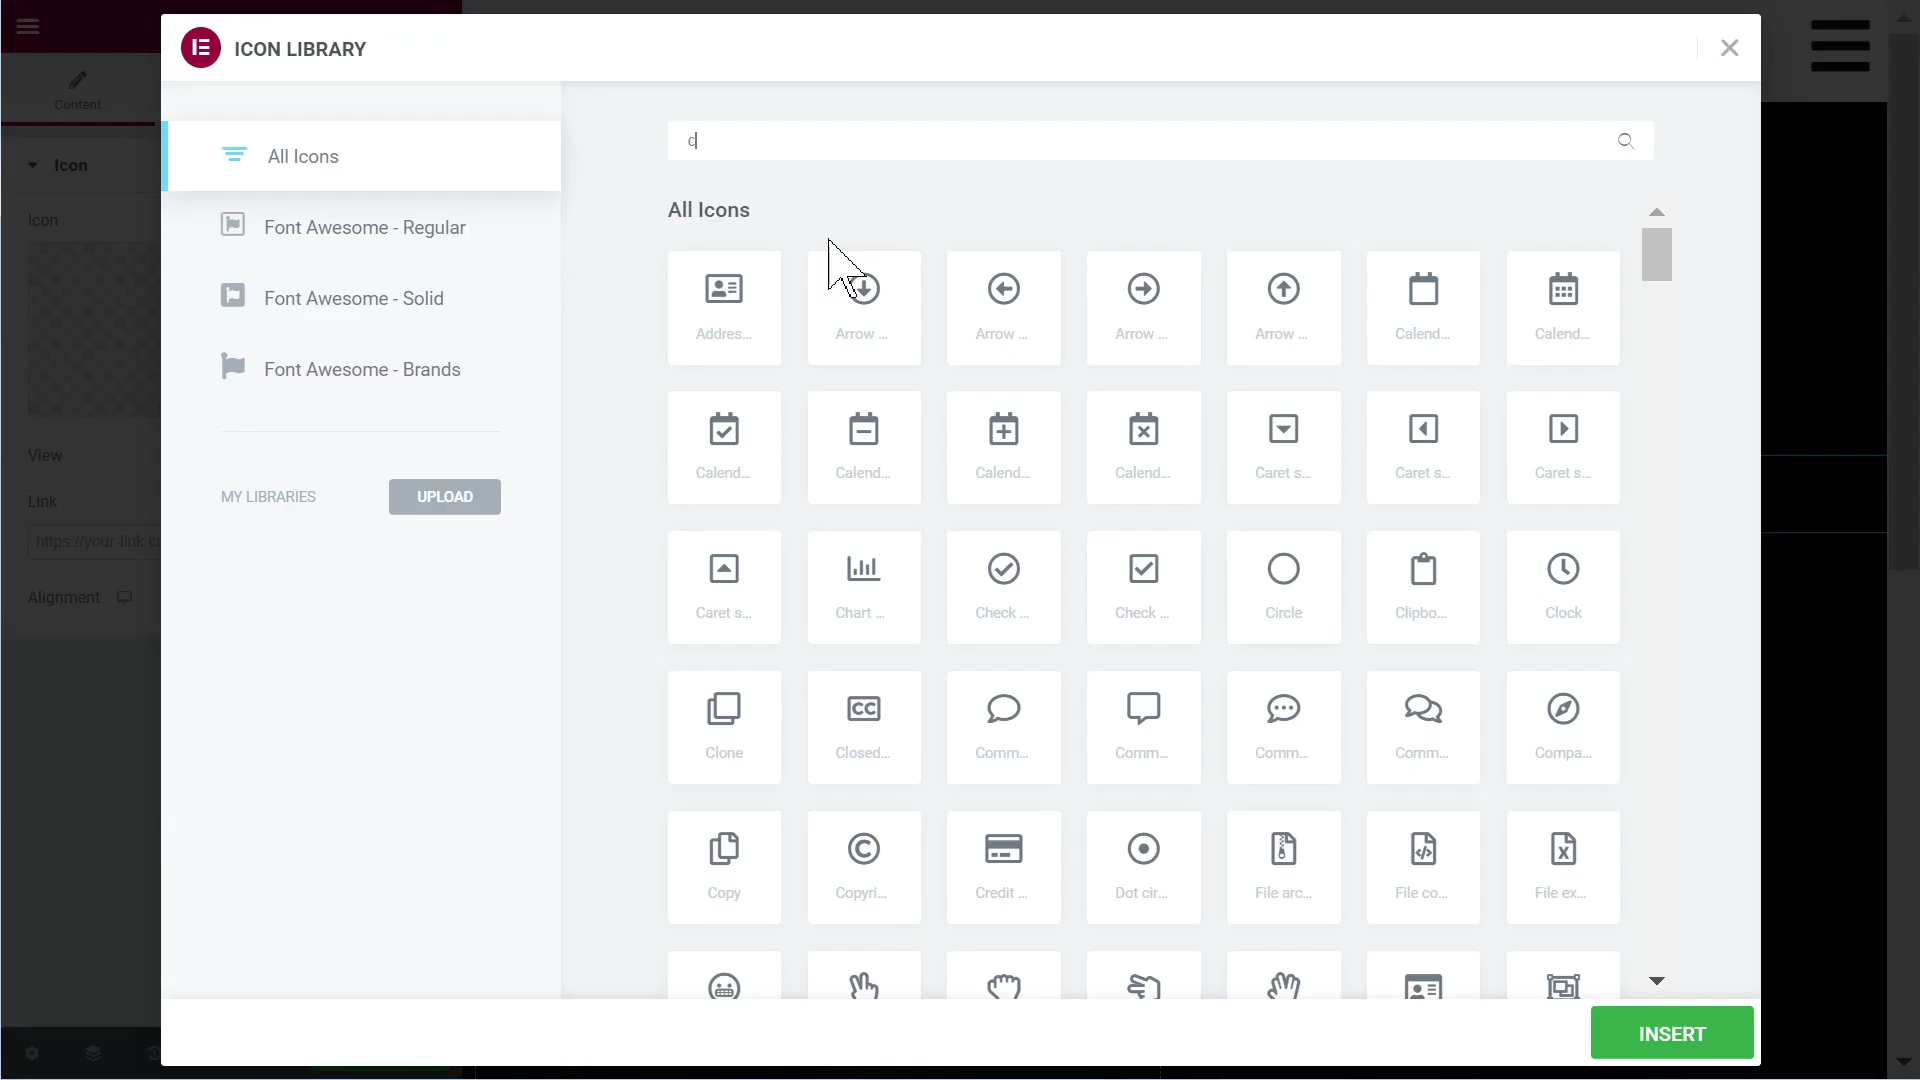 ICON LIBRARY
Content
Icon
Icon
View
Link
https://your-link.co
Alignment
All Icons
Font Awesome - Regular
Font Awesome - Solid
Font Awesome - Brands
MY LIBRARIES
UPLOAD
c
All Icons
Addres...
Arrow ...
Arrow ...
Arrow ...
Arrow ...
Calend...
Calend...
Calend...
Calend...
Calend...
Calend...
Caret s...
Caret s...
Caret s...
Caret s...
Chart ...
Check ...
Check ...
Circle
Clipbo...
Clock
Clone
CC
Closed...
Comm...
Comm...
Comm...
Comm...
Compa...
Copy
Copyri...
Credit ...
Dot cir...
File arc...
File co...
File ex...
INSERT